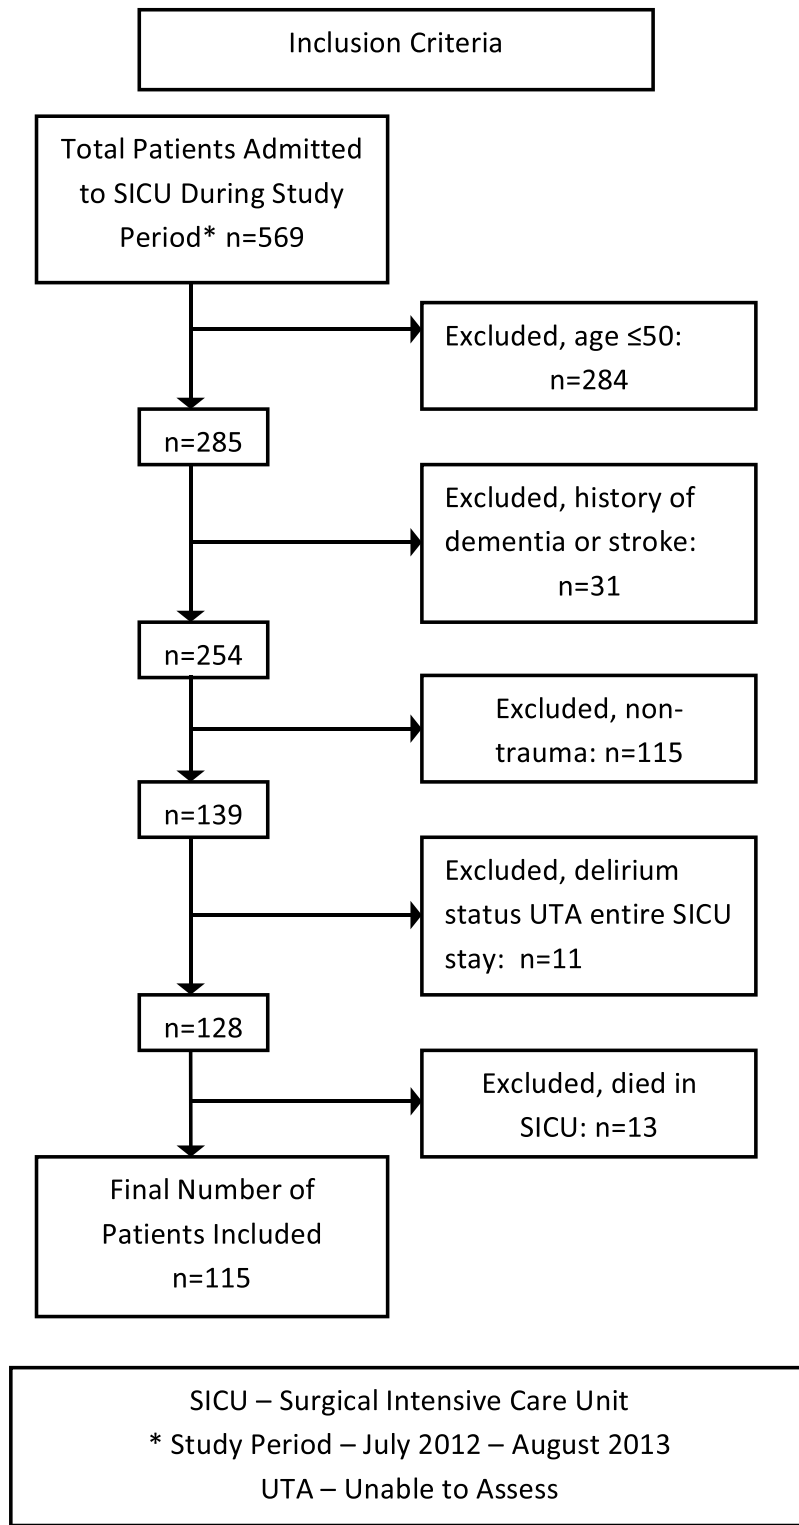 Inclusion Criteria
Total Patients Admitted
to SICU During Study
Period* n=569
Excluded, age ≤50:
n=284
n=285
Excluded, history of
dementia or stroke:
n=31
n=254
Excluded, non-
trauma: n=115
n=139
Excluded, delirium
status UTA entire SICU
stay:  n=11
n=128
Excluded, died in
SICU: n=13
Final Number of
Patients Included
n=115
SICU – Surgical Intensive Care Unit
* Study Period – July 2012 – August 2013
UTA – Unable to Assess